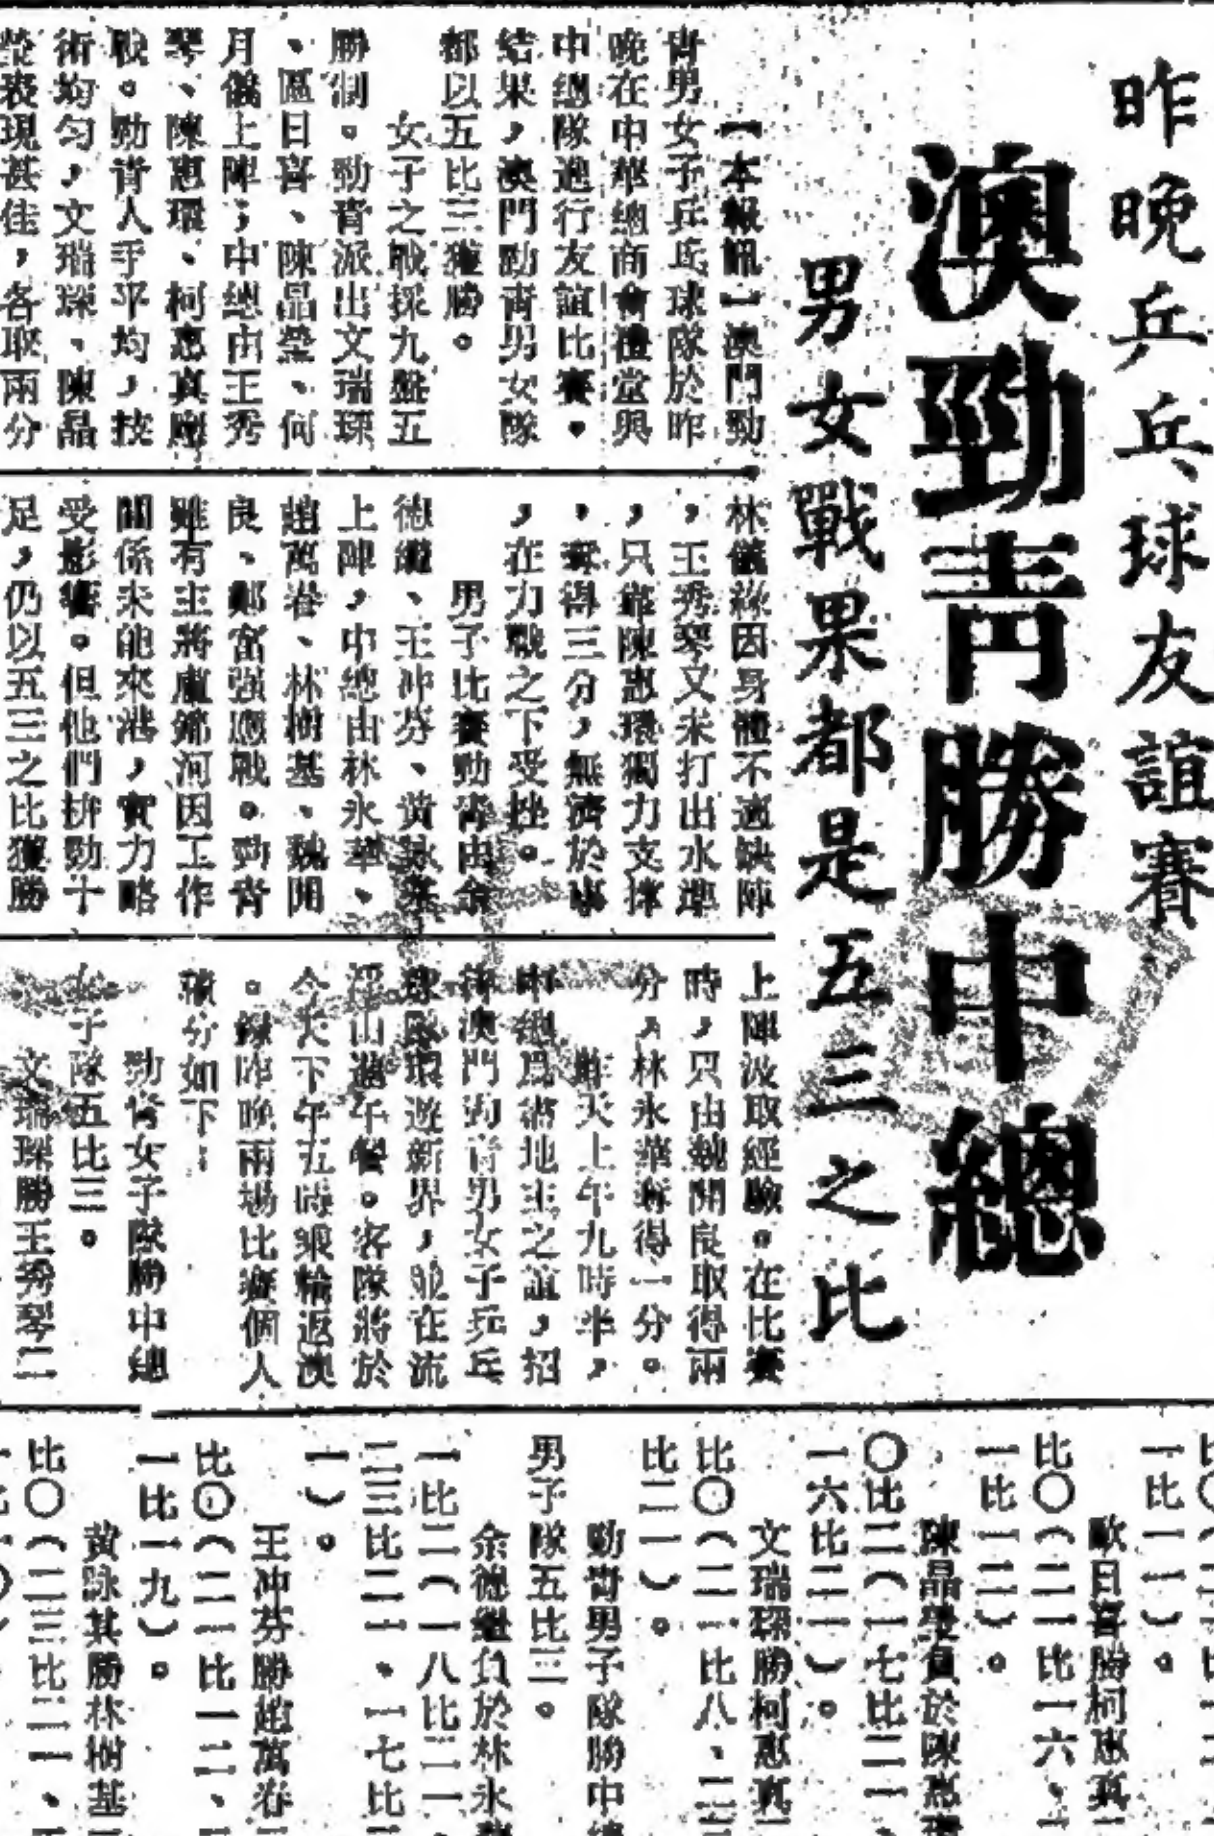 昨晚乒乓球友誼賽
澳勁青勝中總
男女戰果都是五三之比
【本報訊】澳門勁
青男女子乒乓球隊於昨
晚在中華總商會禮堂與
中總隊進行友誼比賽。
結果，澳門勁青男女隊
都以五比三獲勝。
女子之戰採九盤五
勝制。勁青派出文瑞琛
、區日喜、陳晶瑩、何
月儀上陣；中總由王秀
琴、陳惠環、柯惠真應
戰。勁青人手平均，技
術均勻，文瑞琛、陳晶
瑩表現甚佳，各取兩分
林儀絲因身體不適缺陣
，王秀琴又未打出水準
，只靠陳惠環獨力支撐
，奪得三分，無濟於事
，在力戰之下受挫。
男子比賽勁青由余
德繼、王冲芬、黃詠其
上陣，中總由林永華、
趙萬春、林樹基、魏開
良、鄭富強應戰。勁青
雖有主將盧錦河因工作
關係未能來港，實力略
受影響。但他們拚勁十
足，仍以五三之比獲勝
上陣汲取經驗。在比賽
時，只由魏開良取得兩
分，林永華奪得一分。
昨天上午九時半，
中總為盡地主之誼，招
待澳門勁青男女子乒乓
球隊環遊新界，並在流
浮山進午餐。客隊將於
今天下午五時乘輪返澳
。錄昨晚兩場比賽個人
積分如下：
勁青女子隊勝中總
女子隊五比三。
文瑞琛勝王秀琴二
一比一一）。
歐日喜勝柯惠真二
比〇（二一比一六、
一比一二）。
陳晶瑩負於陳惠環
〇比二（一七比二一、
一六比二一）。
文瑞琛勝柯惠真二
比〇（二一比八、二
比二一）。
勁青男子隊勝中總
男子隊五比三。
余德繼負於林永華
一比二（一八比二一、
二三比二一，一七比二
一）。
王冲芬勝趙萬春二
比〇（二一比一二、二
一比一九）。
黃詠其勝林樹基二
比〇（二三比二一、